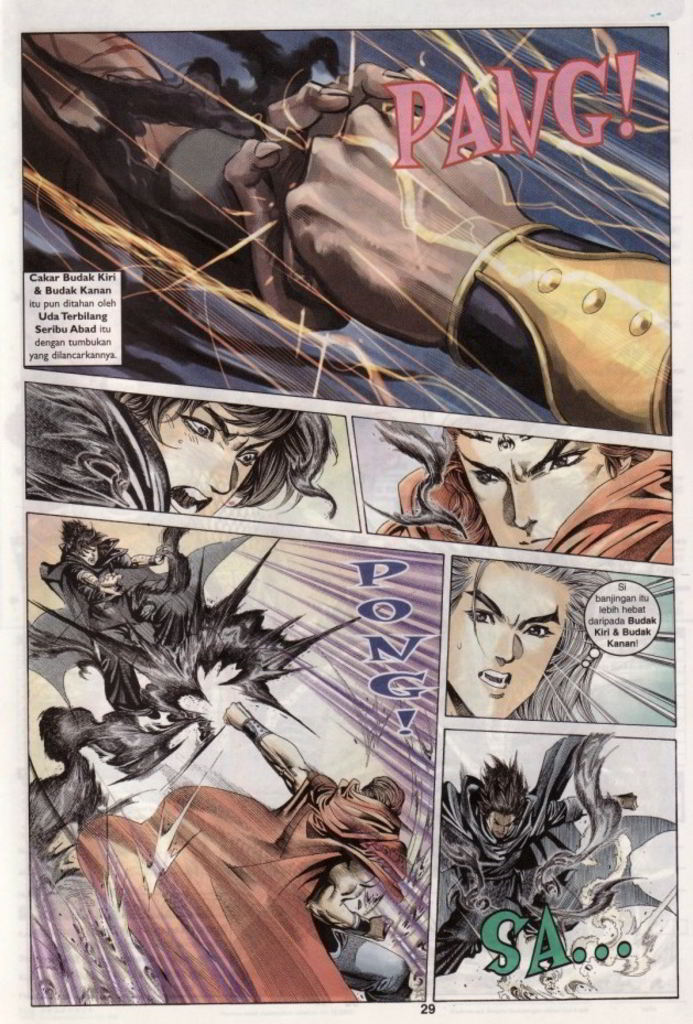 PANG!
Cakar Budak Kiri
& Budak Kanan
itu pun ditahan oleh
Uda Terbilang
Seribu Abad itu
dengan tumbukan
yang dilancarkannya.
PONG!
Si
banjingan itu
lebih hebat
daripada Budak
Kiri & Budak
Kanan!
SA...
29